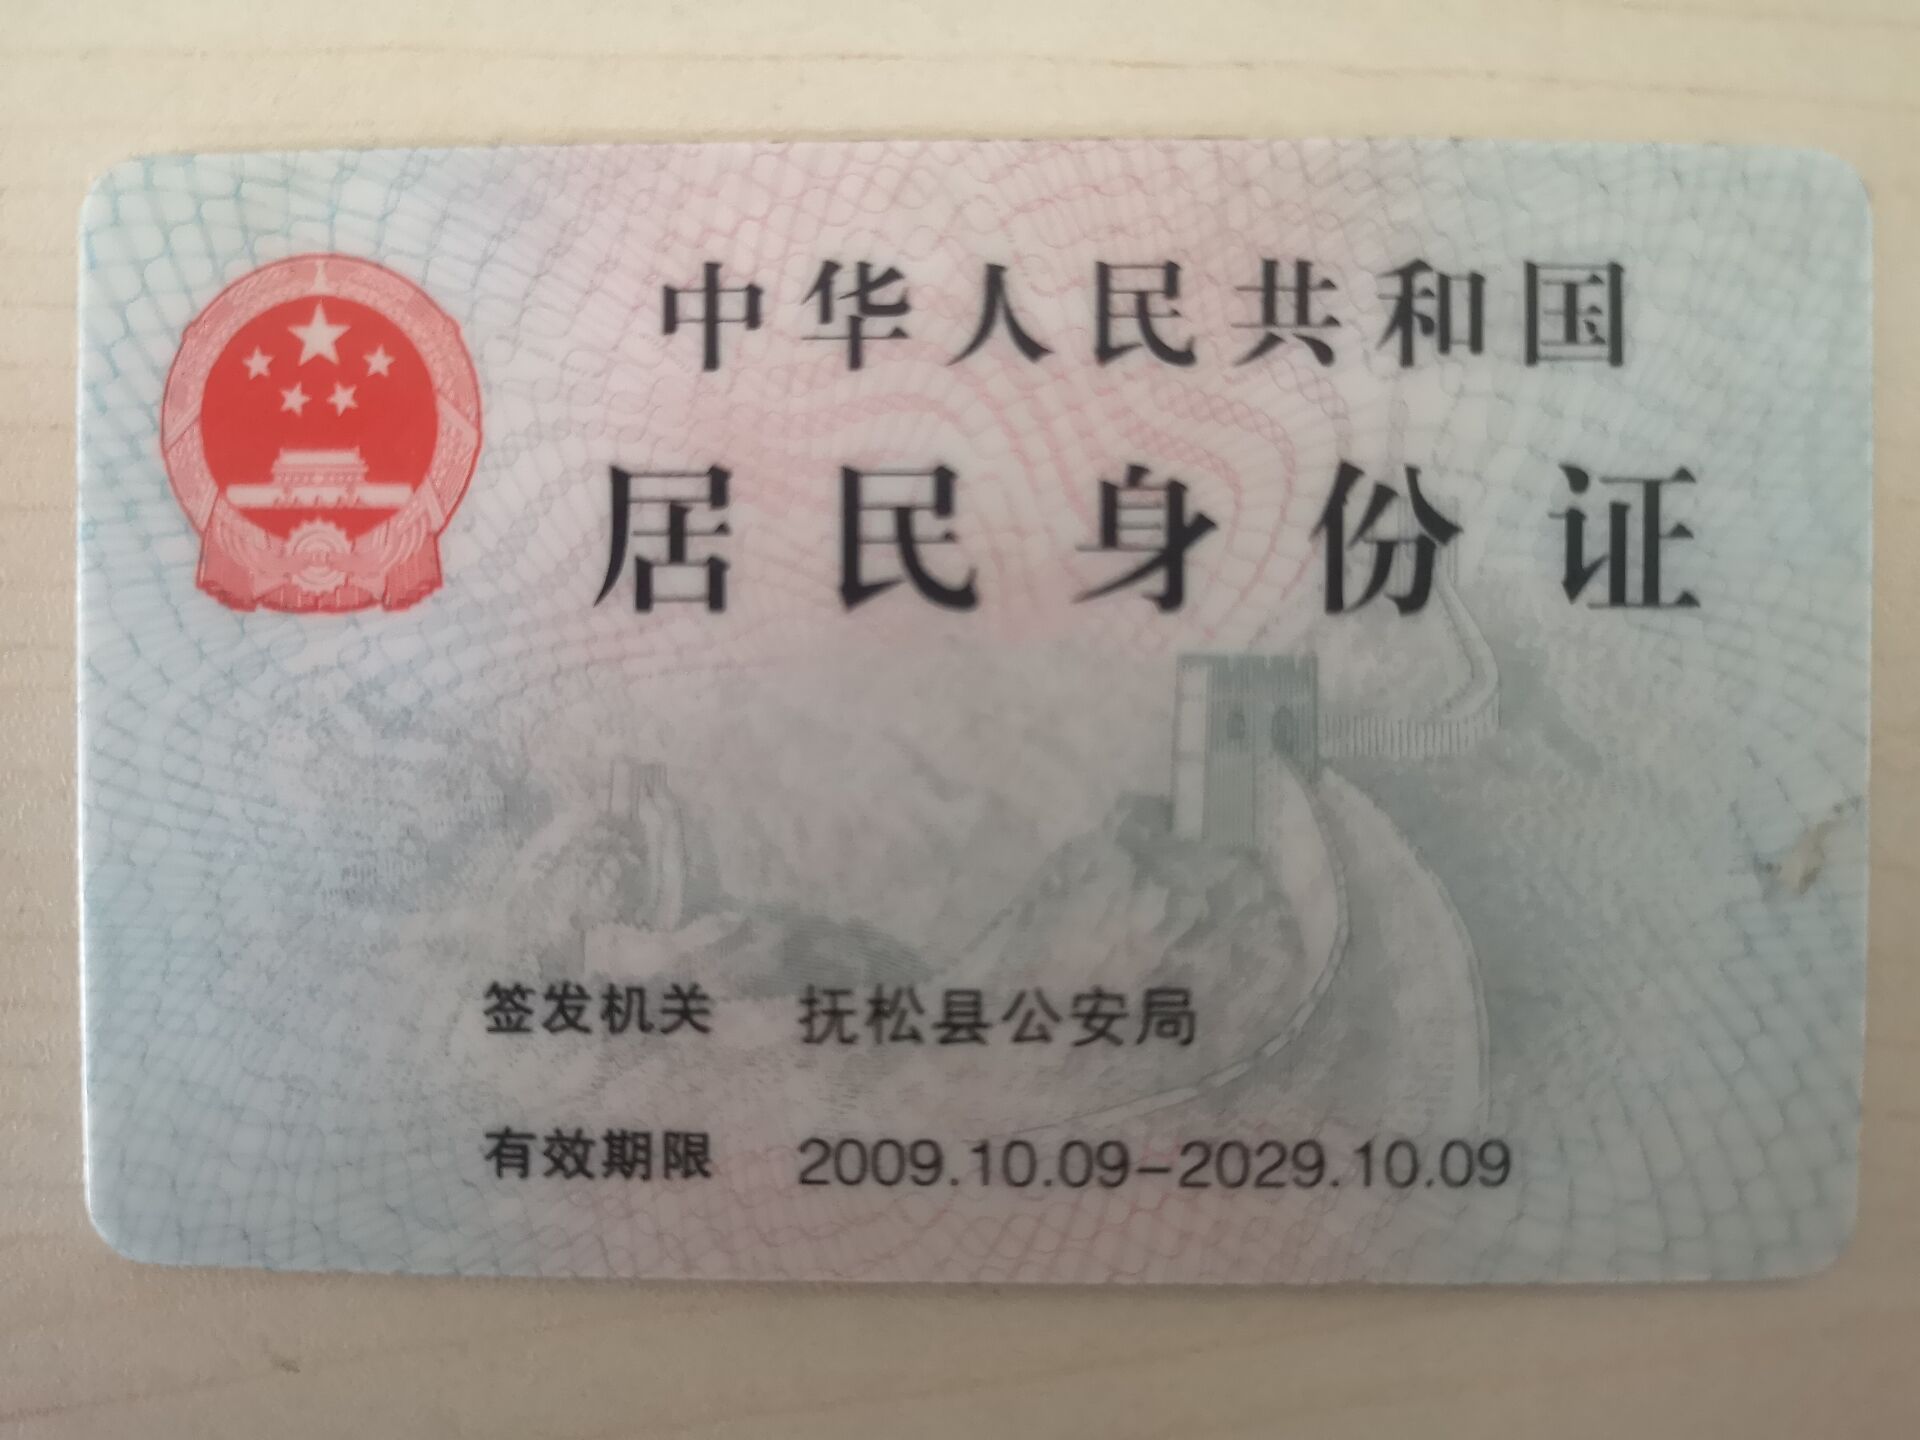 中华人民共和国
居民身份证
签发机关 抚松县公安局
有效期限 2009.10.09-2029.10.09